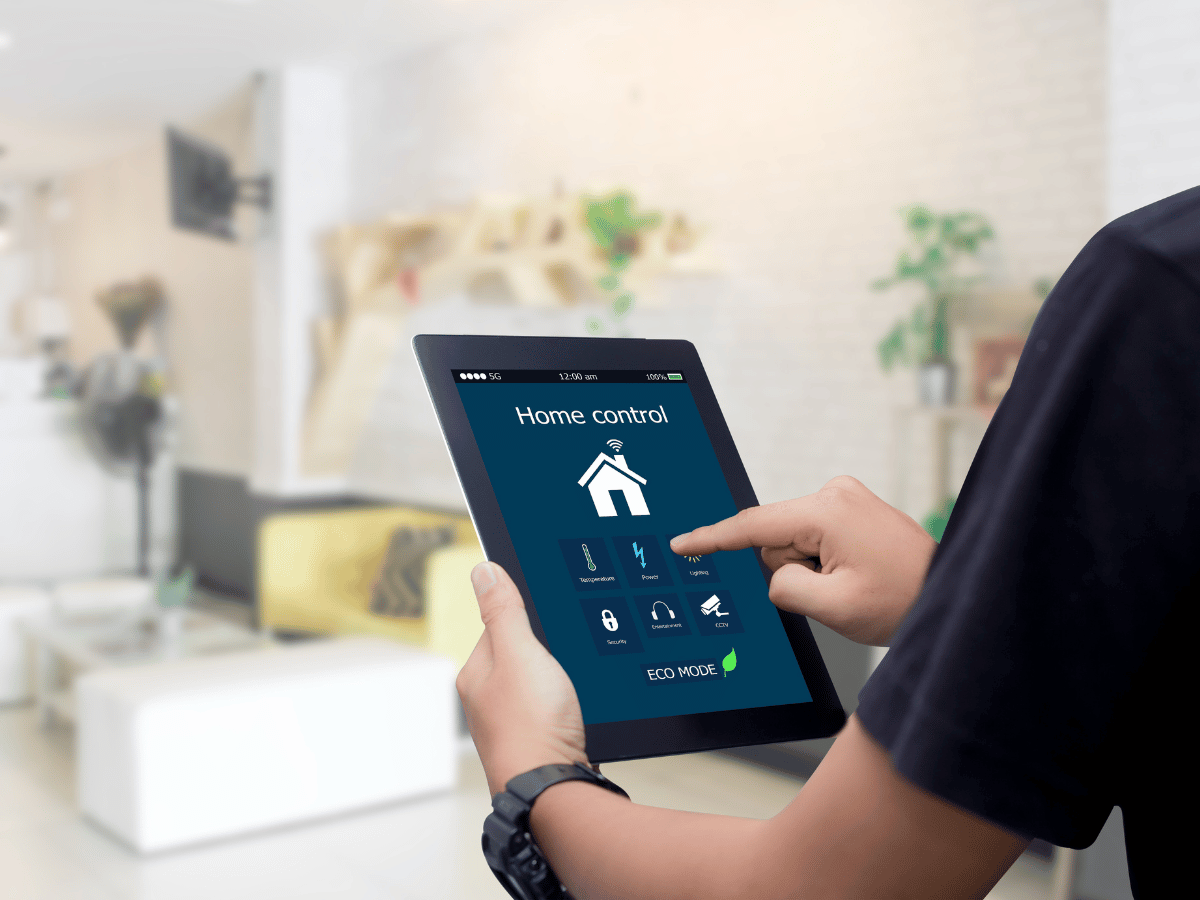 5G 12:00 am 100%
Home control
Temperature Power Lighting
Security Entertainment CCTV
ECO MODE